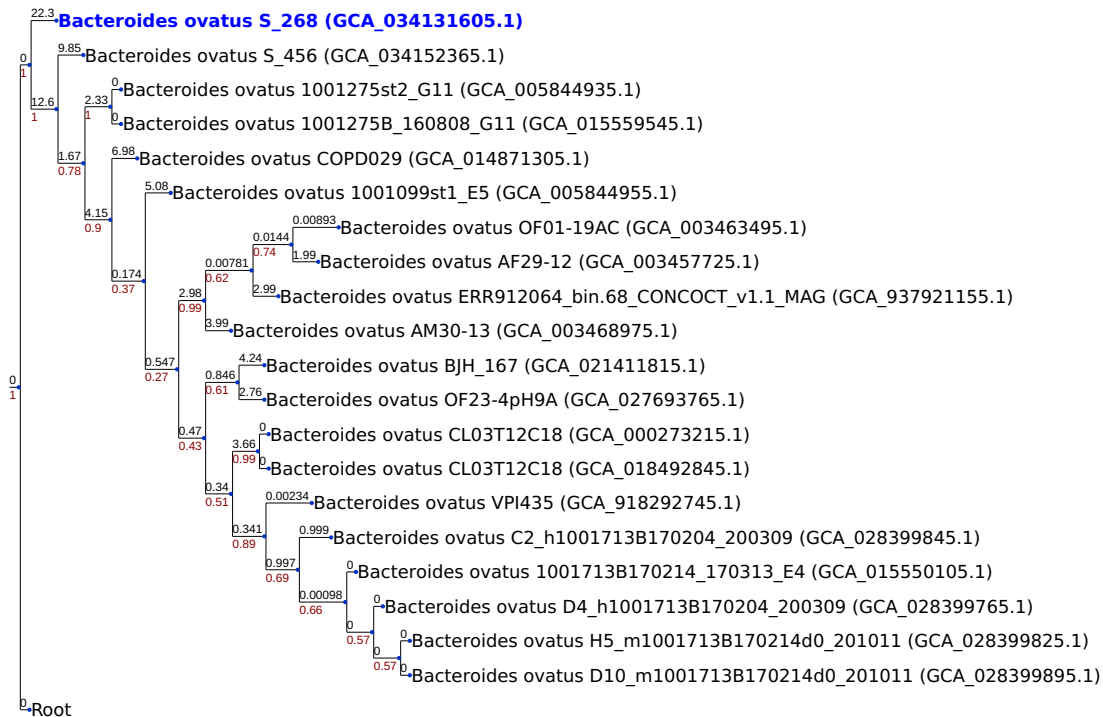 22.3 Bacteroides ovatus S_268 (GCA_034131605.1)
0
1
9.85 Bacteroides ovatus S_456 (GCA_034152365.1)
12.6
1
0 Bacteroides ovatus 1001275st2_G11 (GCA_005844935.1)
2.33
1
0 Bacteroides ovatus 1001275B_160808_G11 (GCA_015559545.1)
1.67
0.78
6.98 Bacteroides ovatus COPD029 (GCA_014871305.1)
4.15
0.9
5.08 Bacteroides ovatus 1001099st1_E5 (GCA_005844955.1)
0.174
0.37
0.00893 Bacteroides ovatus OF01-19AC (GCA_003463495.1)
0.0144
0.74
1.99 Bacteroides ovatus AF29-12 (GCA_003457725.1)
0.00781
0.62
2.99 Bacteroides ovatus ERR912064_bin.68_CONCOCT_v1.1_MAG (GCA_937921155.1)
2.98
0.99
3.99 Bacteroides ovatus AM30-13 (GCA_003468975.1)
0.547
0.27
4.24 Bacteroides ovatus BJH_167 (GCA_021411815.1)
0.846
0.61
2.76 Bacteroides ovatus OF23-4pH9A (GCA_027693765.1)
0
1
0.47
0.43
0 Bacteroides ovatus CL03T12C18 (GCA_000273215.1)
3.66
0.99
0 Bacteroides ovatus CL03T12C18 (GCA_018492845.1)
0.34
0.51
0.00234 Bacteroides ovatus VPI435 (GCA_918292745.1)
0.341
0.89
0.999 Bacteroides ovatus C2_h1001713B170204_200309 (GCA_028399845.1)
0.997
0.69
0 Bacteroides ovatus 1001713B170214_170313_E4 (GCA_015550105.1)
0.00098
0.66
0 Bacteroides ovatus D4_h1001713B170204_200309 (GCA_028399765.1)
0
0.57
0 Bacteroides ovatus H5_m1001713B170214d0_201011 (GCA_028399825.1)
0
0.57
0 Bacteroides ovatus D10_m1001713B170214d0_201011 (GCA_028399895.1)
0 Root